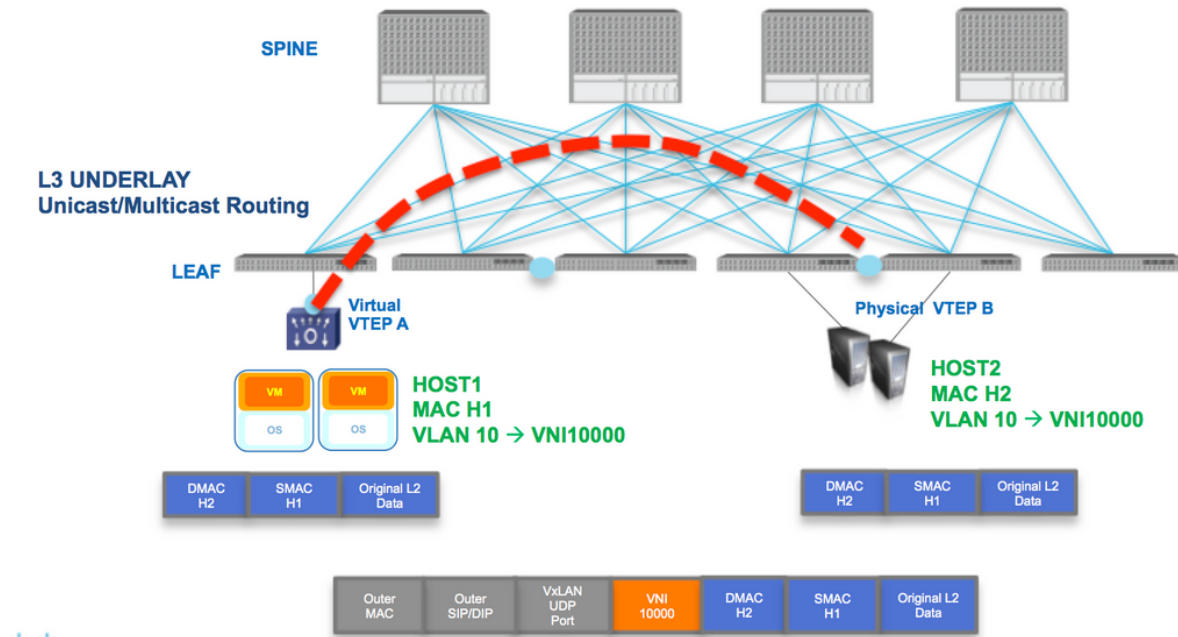 SPINE
L3 UNDERLAY
Unicast/Multicast Routing
LEAF
Virtual
VTEP A
Physical VTEP B
VM
VM
OS
OS
HOST1
MAC H1
VLAN 10 → VNI10000
HOST2
MAC H2
VLAN 10 → VNI10000
DMAC
H2
SMAC
H1
Original L2
Data
DMAC
H2
SMAC
H1
Original L2
Data
Outer
MAC
Outer
SIP/DIP
VxLAN
UDP
Port
VNI
10000
DMAC
H2
SMAC
H1
Original L2
Data